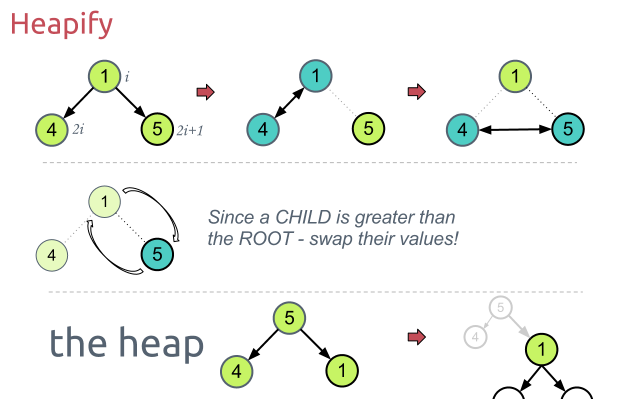 Heapify
1 i
4 2i
5 2i+1
1
4
5
1
4
5
1
4
5
Since a CHILD is greater than
the ROOT - swap their values!
the heap
5
4
1
5
4
1